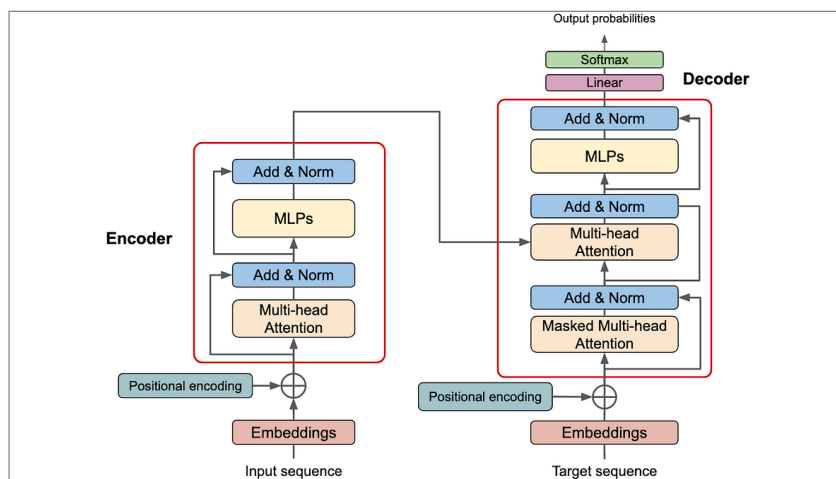 Output probabilities
Softmax
Linear
Decoder
Add & Norm
MLPs
Add & Norm
Multi-head
Attention
Add & Norm
Masked Multi-head
Attention
Positional encoding
Embeddings
Target sequence
Encoder
Add & Norm
MLPs
Add & Norm
Multi-head
Attention
Positional encoding
Embeddings
Input sequence